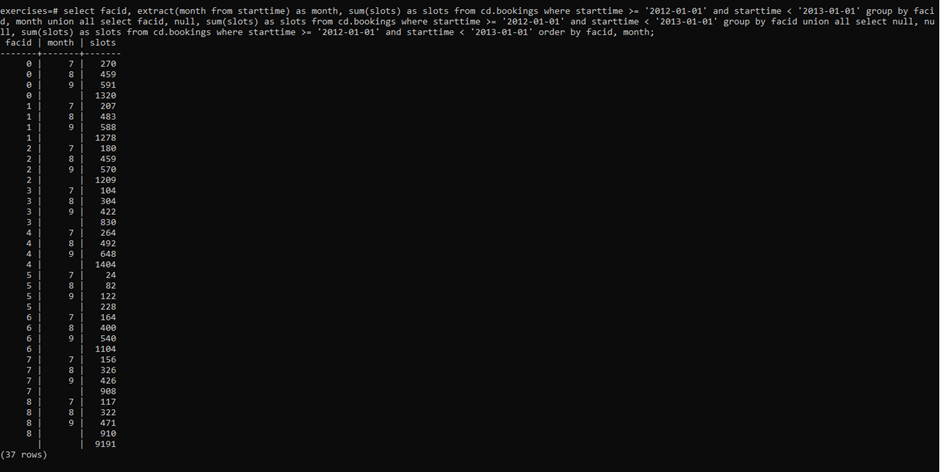 exercises=# select facid, extract(month from starttime) as month, sum(slots) as slots from cd.bookings where starttime >= '2012-01-01' and starttime < '2013-01-01' group by faci
d, month union all select facid, null, sum(slots) as slots from cd.bookings where starttime >= '2012-01-01' and starttime < '2013-01-01' group by facid union all select null, nu
ll, sum(slots) as slots from cd.bookings where starttime >= '2012-01-01' and starttime < '2013-01-01' order by facid, month;
 facid | month | slots
-------+-------+-------
     0 |     7 |   270
     0 |     8 |   459
     0 |     9 |   591
     0 |       |  1320
     1 |     7 |   207
     1 |     8 |   483
     1 |     9 |   588
     1 |       |  1278
     2 |     7 |   180
     2 |     8 |   459
     2 |     9 |   570
     2 |       |  1209
     3 |     7 |   104
     3 |     8 |   304
     3 |     9 |   422
     3 |       |   830
     4 |     7 |   264
     4 |     8 |   492
     4 |     9 |   648
     4 |       |  1404
     5 |     7 |    24
     5 |     8 |    82
     5 |     9 |   122
     5 |       |   228
     6 |     7 |   164
     6 |     8 |   400
     6 |     9 |   540
     6 |       |  1104
     7 |     7 |   156
     7 |     8 |   326
     7 |     9 |   426
     7 |       |   908
     8 |     7 |   117
     8 |     8 |   322
     8 |     9 |   471
     8 |       |   910
       |       |  9191
(37 rows)